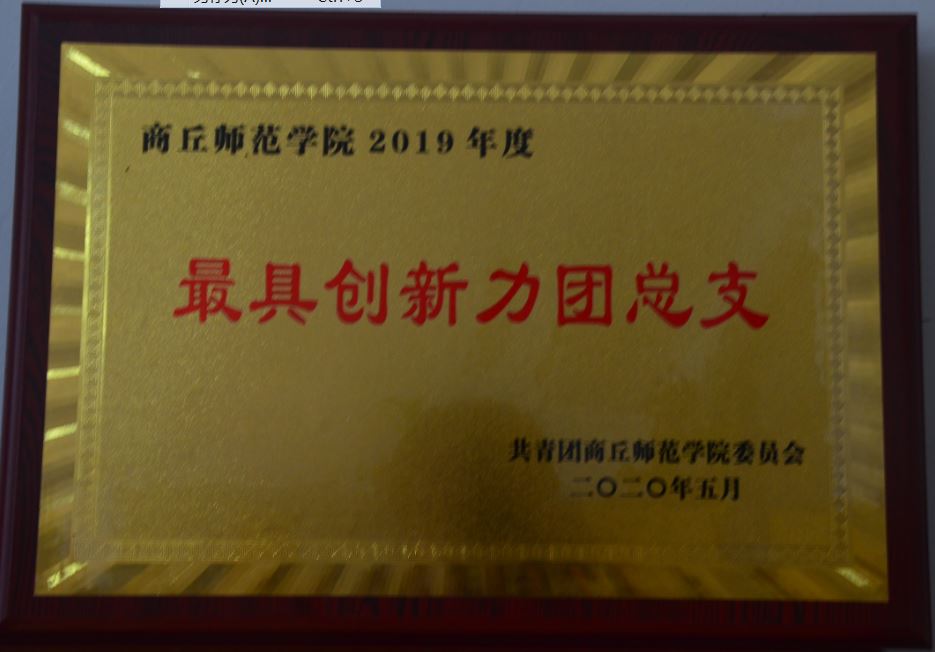 商丘师范学院 2019 年度
最具创新力团总支
共青团商丘师范学院委员会
二〇二〇年五月